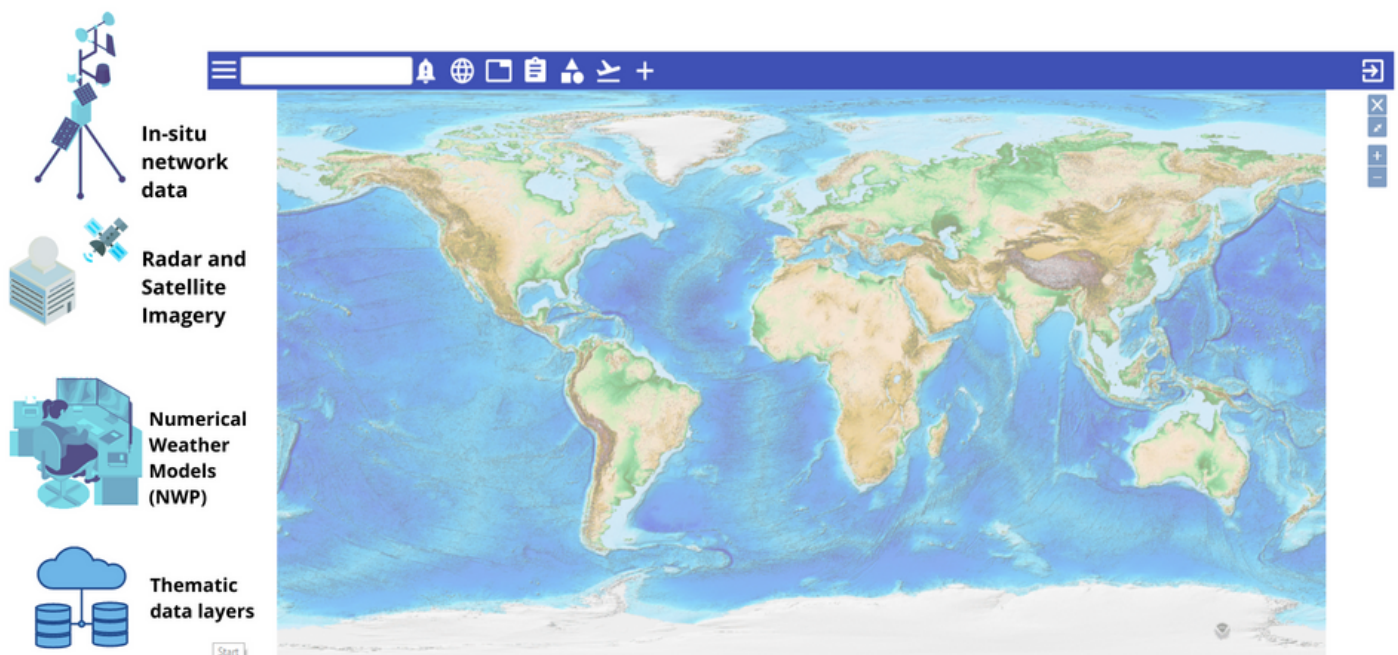 In-situ
network
data
Radar and
Satellite
Imagery
Numerical
Weather
Models
(NWP)
Thematic
data layers
Start